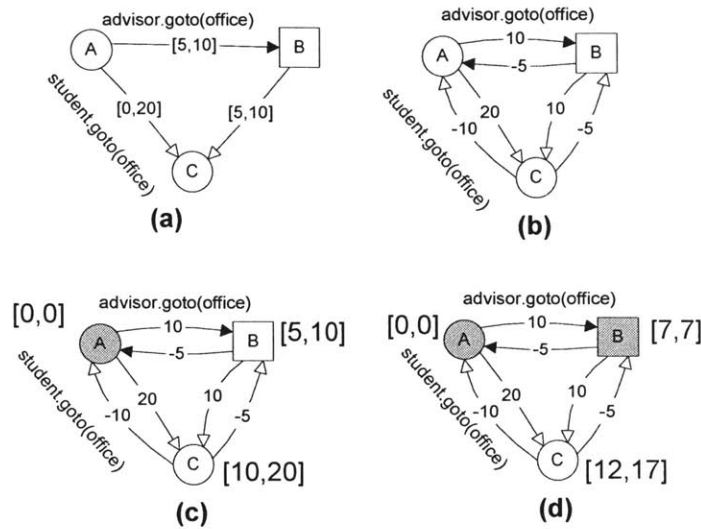 advisor.goto(office)
A
[5,10]
B
student.goto(office)
[0,20]
[5,10]
C
(a)
advisor.goto(office)
A
10
B
-5
student.goto(office)
-10
20
10
-5
C
(b)
advisor.goto(office)
[0,0]
A
10
B
[5,10]
-5
student.goto(office)
-10
20
10
-5
C
[10,20]
(c)
advisor.goto(office)
[0,0]
A
10
B
[7,7]
-5
student.goto(office)
-10
20
10
-5
C
[12,17]
(d)